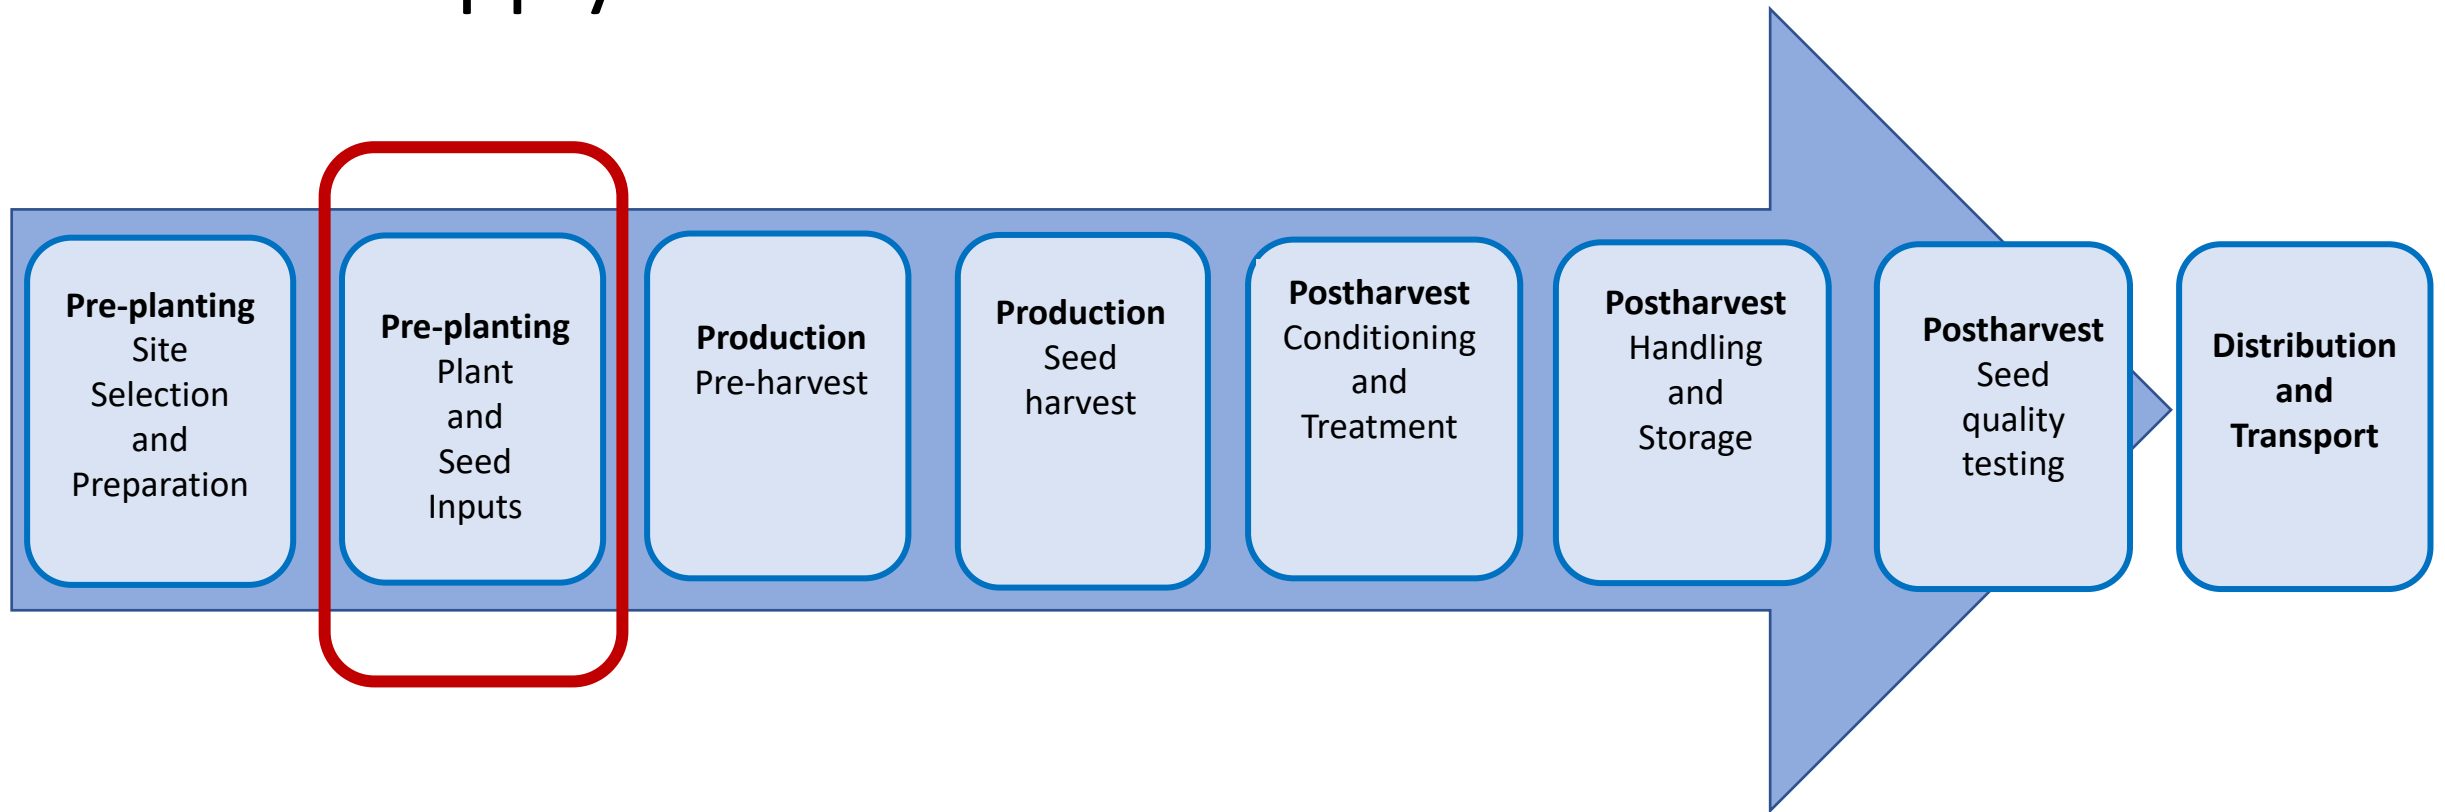 Pre-planting
Site
Selection
and
Preparation
Pre-planting
Plant
and
Seed
Inputs
Production
Pre-harvest
Production
Seed
harvest
Postharvest
Conditioning
and
Treatment
Postharvest
Handling
and
Storage
Postharvest
Seed
quality
testing
Distribution
and
Transport